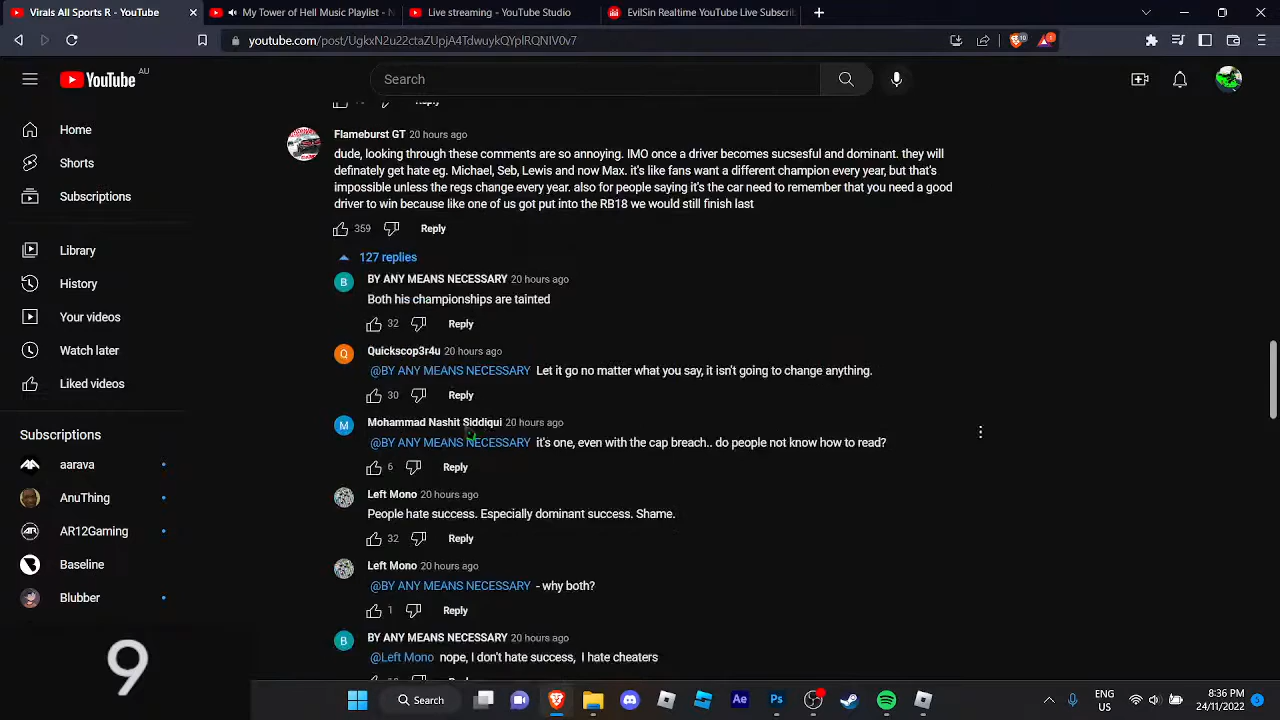 Virals All Sports R - YouTube
My Tower of Hell Music Playlist - N
Live streaming - YouTube Studio
EvilSin Realtime YouTube Live Subscrib
youtube.com/post/UgkxN2u22ctaZUpjA4TdwuykQYplRQNIV0v7
YouTube AU
Search
Reply
Home
Shorts
Subscriptions
Library
History
Your videos
Watch later
Liked videos
Subscriptions
aarava
AnuThing
AR12Gaming
Baseline
Blubber
9
Flameburst GT 20 hours ago
dude, looking through these comments are so annoying. IMO once a driver becomes sucsesful and dominant. they will
definately get hate eg. Michael, Seb, Lewis and now Max. it's like fans want a different champion every year, but that's
impossible unless the regs change every year. also for people saying it's the car need to remember that you need a good
driver to win because like one of us got put into the RB18 we would still finish last
359 Reply
127 replies
B
BY ANY MEANS NECESSARY 20 hours ago
Both his championships are tainted
32 Reply
Q
Quickscop3r4u 20 hours ago
@BY ANY MEANS NECESSARY Let it go no matter what you say, it isn't going to change anything.
30 Reply
M
Mohammad Nashit Siddiqui 20 hours ago
@BY ANY MEANS NECESSARY it's one, even with the cap breach.. do people not know how to read?
6 Reply
Left Mono 20 hours ago
People hate success. Especially dominant success. Shame.
32 Reply
Left Mono 20 hours ago
@BY ANY MEANS NECESSARY - why both?
1 Reply
B
BY ANY MEANS NECESSARY 20 hours ago
@Left Mono nope, I don't hate success, I hate cheaters
Search
Ae
Ps
ENG
US
8:36 PM
24/11/2022